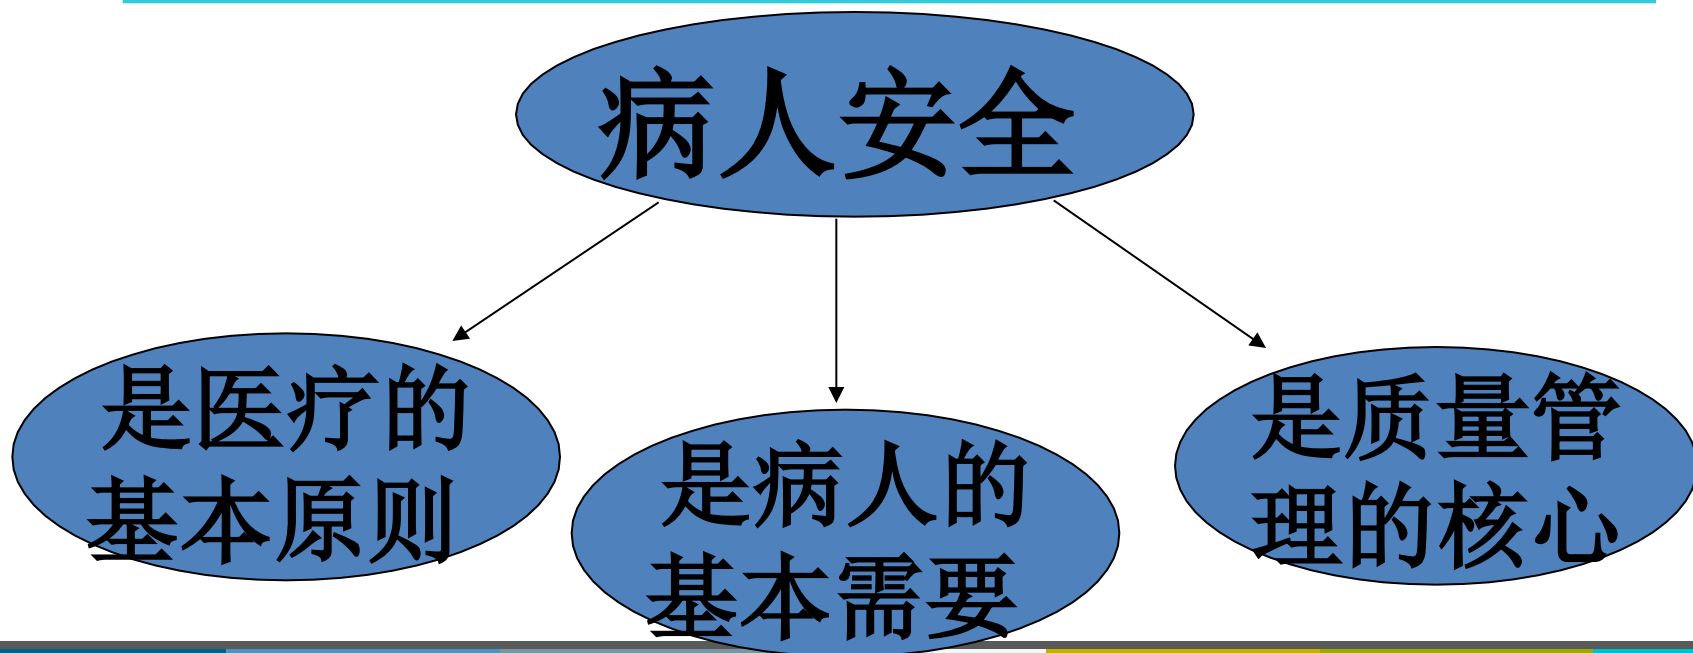 病人安全
是医疗的
基本原则
是病人的
基本需要
是质量管
理的核心